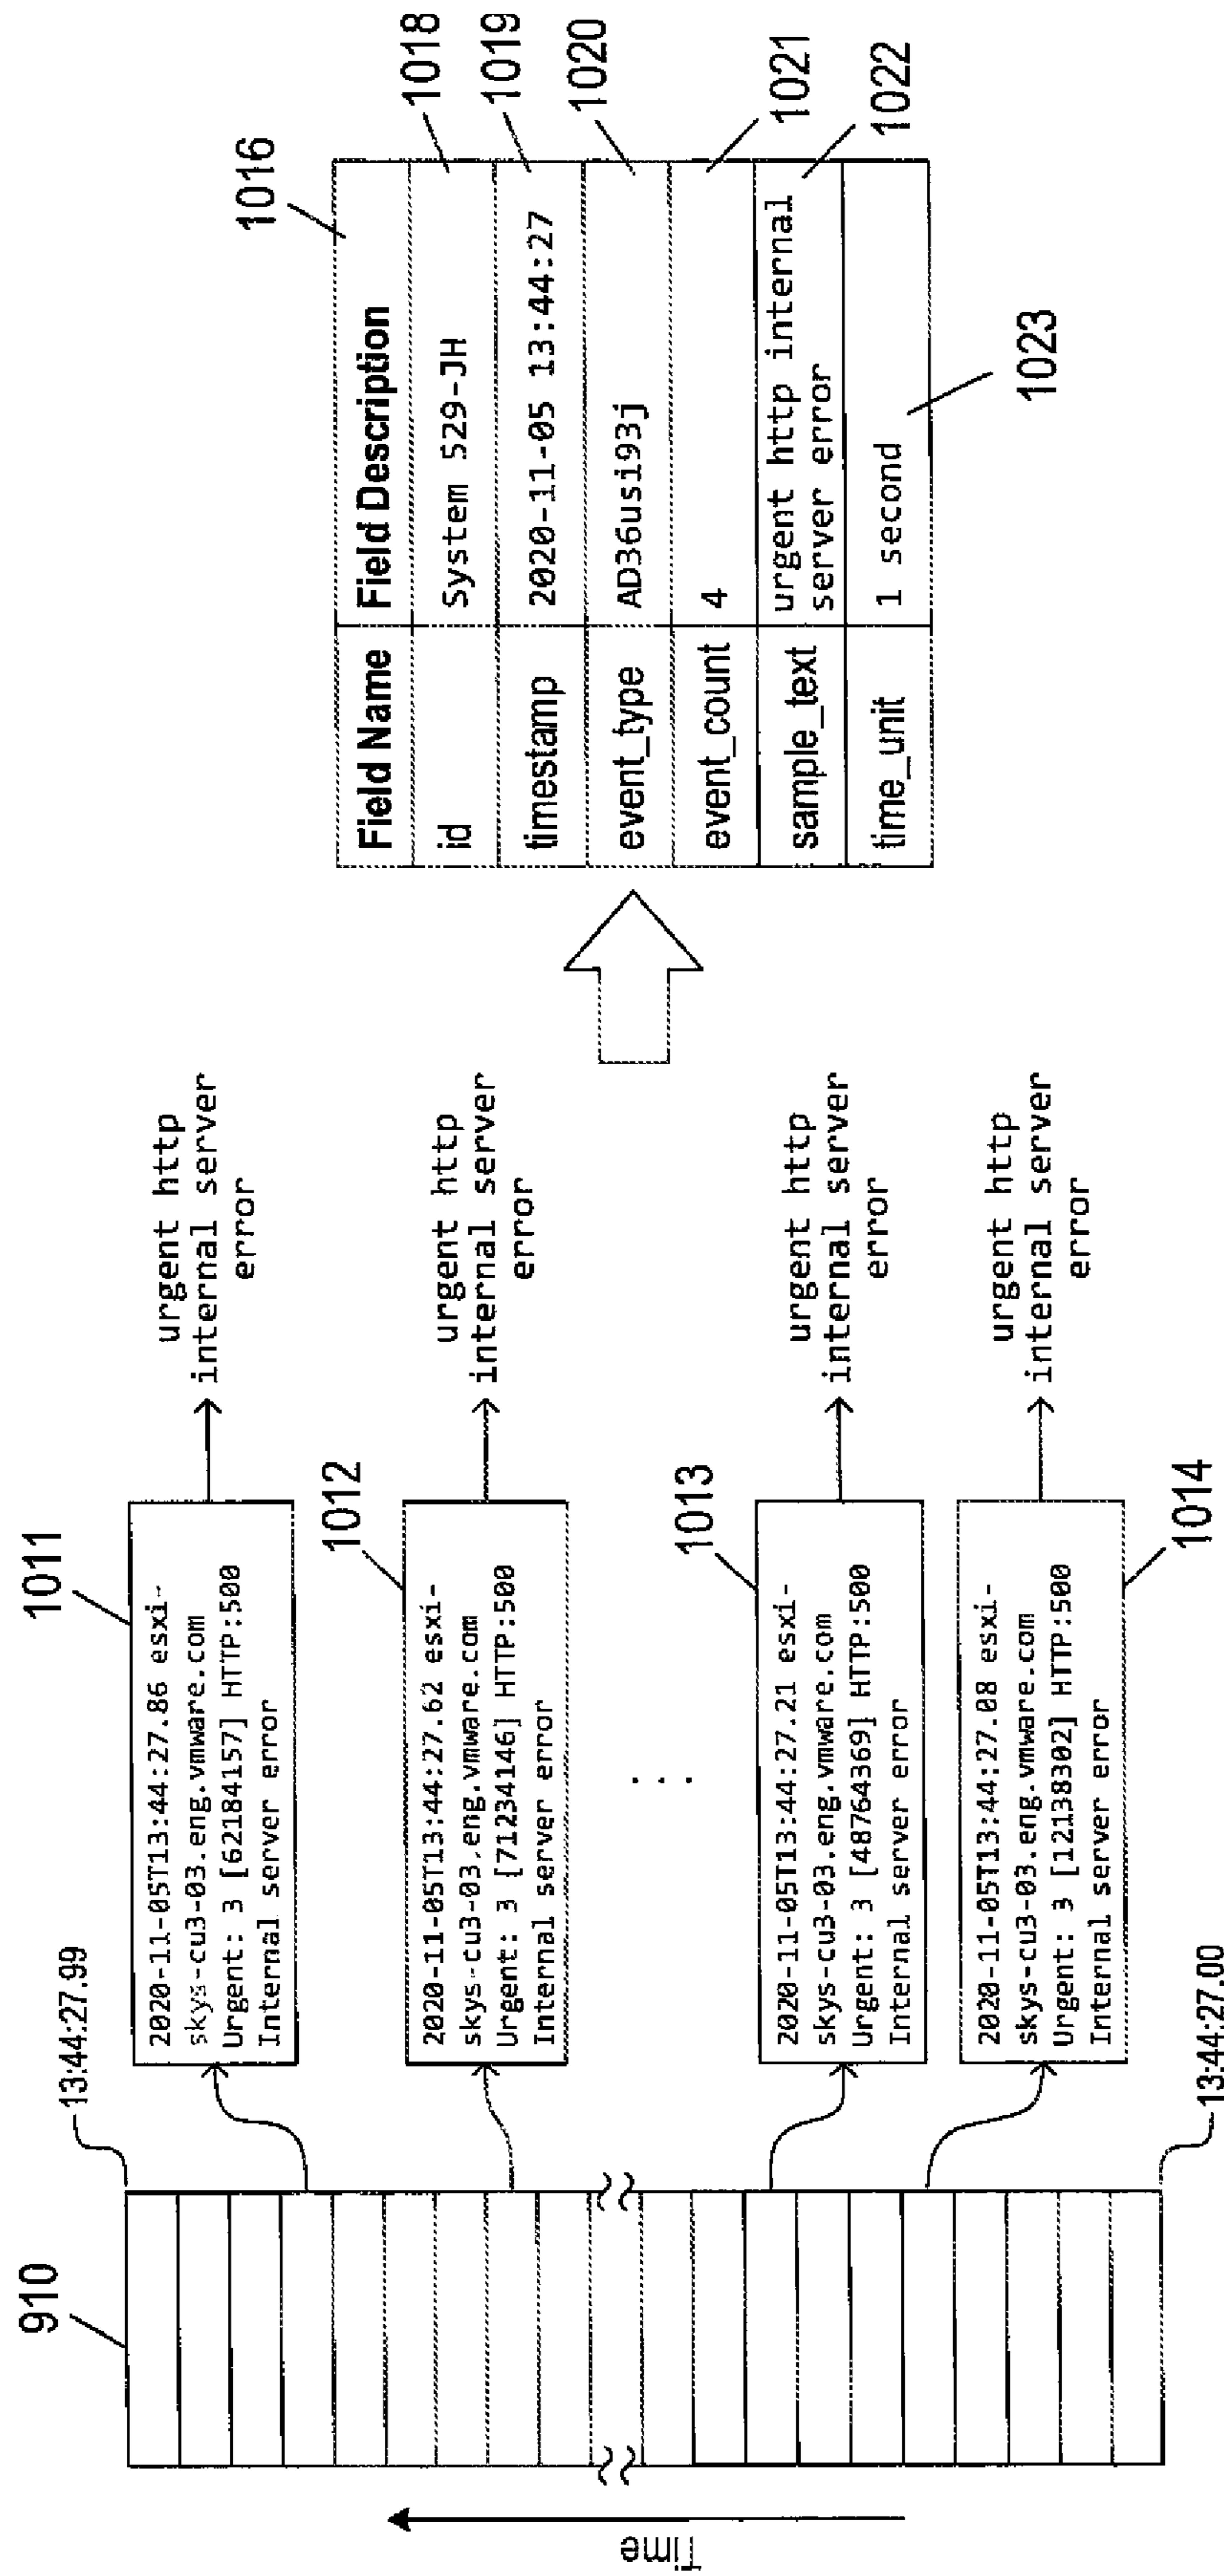 Time
910
13:44:27.99
13:44:27.00
1011
2020-11-05T13:44:27.86 esxi-
skys-cu3-03.eng.vmware.com
Urgent: 3 [62184157] HTTP:500
Internal server error
urgent http
internal server
error
1012
2020-11-05T13:44:27.62 esxi-
skys-cu3-03.eng.vmware.com
Urgent: 3 [71234146] HTTP:500
Internal server error
urgent http
internal server
error
. . .
1013
2020-11-05T13:44:27.21 esxi-
skys-cu3-03.eng.vmware.com
Urgent: 3 [48764369] HTTP:500
Internal server error
urgent http
internal server
error
1014
2020-11-05T13:44:27.08 esxi-
skys-cu3-03.eng.vmware.com
Urgent: 3 [12138302] HTTP:500
Internal server error
urgent http
internal server
error
1016
Field Name Field Description
id System 529-JH
1018
timestamp 2020-11-05 13:44:27
1019
event_type AD36usi93j
1020
event_count 4
1021
sample_text urgent http internal
server error
1022
time_unit 1 second
1023